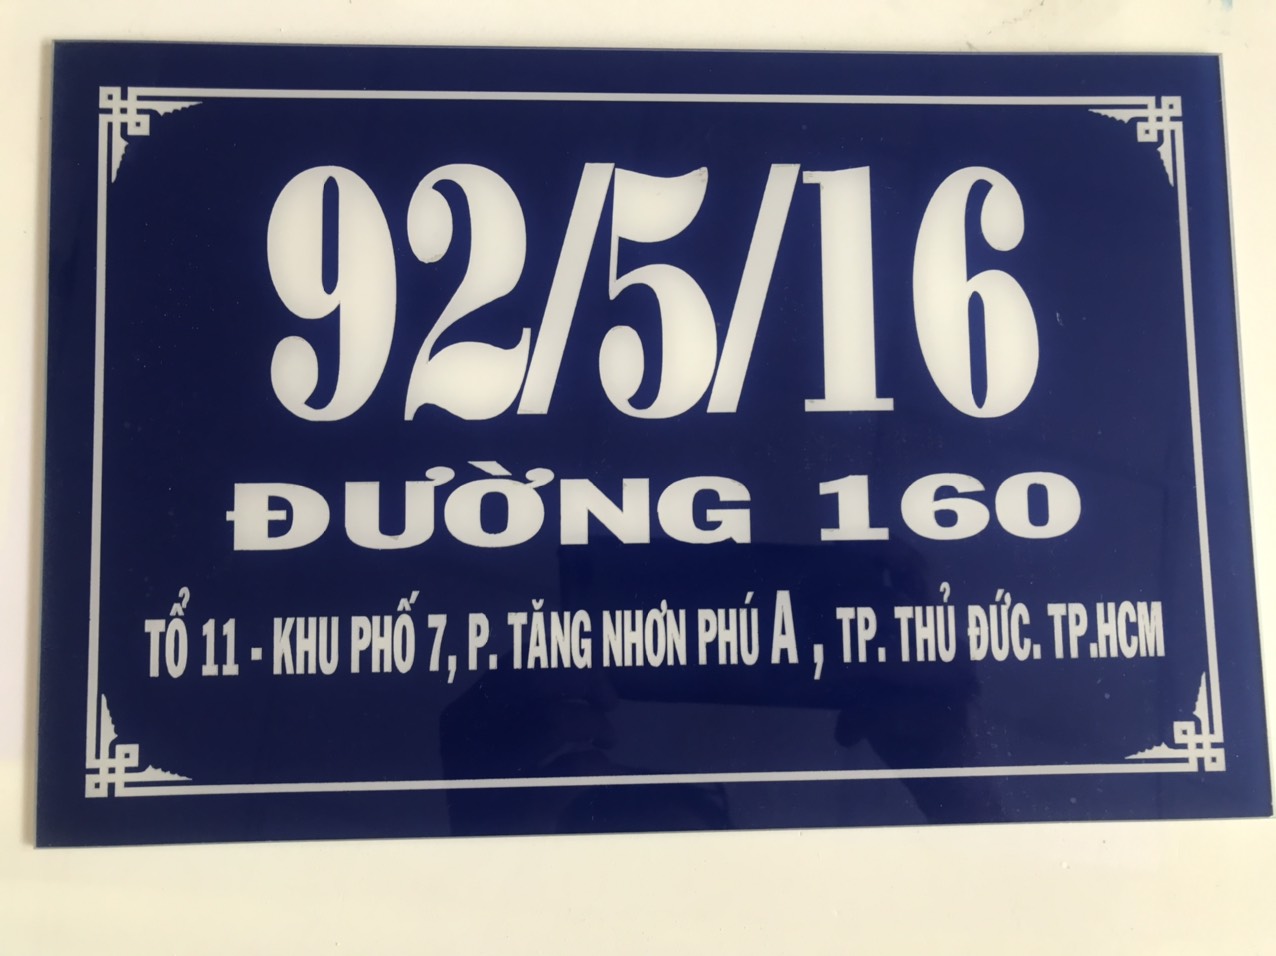 92/5/16
ĐƯỜNG 160
TỔ 11 - KHU PHỐ 7, P. TĂNG NHƠN PHÚ A , TP. THỦ ĐỨC. TP.HCM